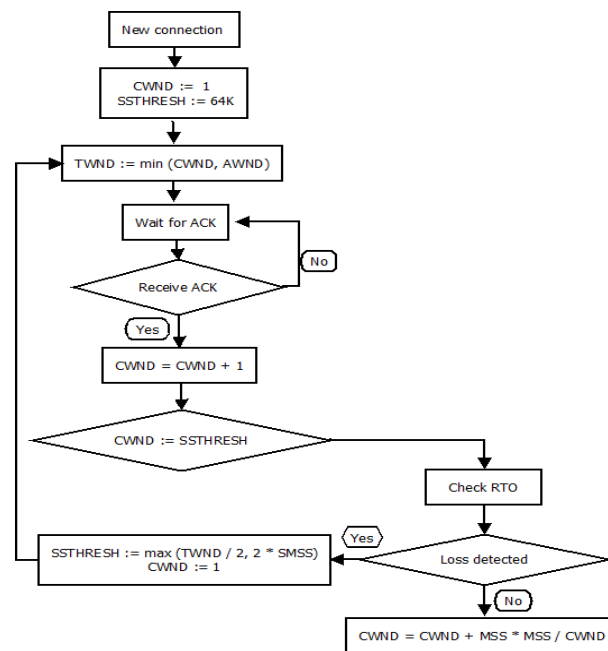 New connection
CWND := 1
SSTHRESH := 64K
TWND := min (CWND, AWND)
Wait for ACK
No
Receive ACK
Yes
CWND = CWND + 1
CWND := SSTHRESH
Check RTO
Yes
Loss detected
SSTHRESH := max (TWND / 2, 2 * SMSS)
CWND := 1
No
CWND = CWND + MSS * MSS / CWND